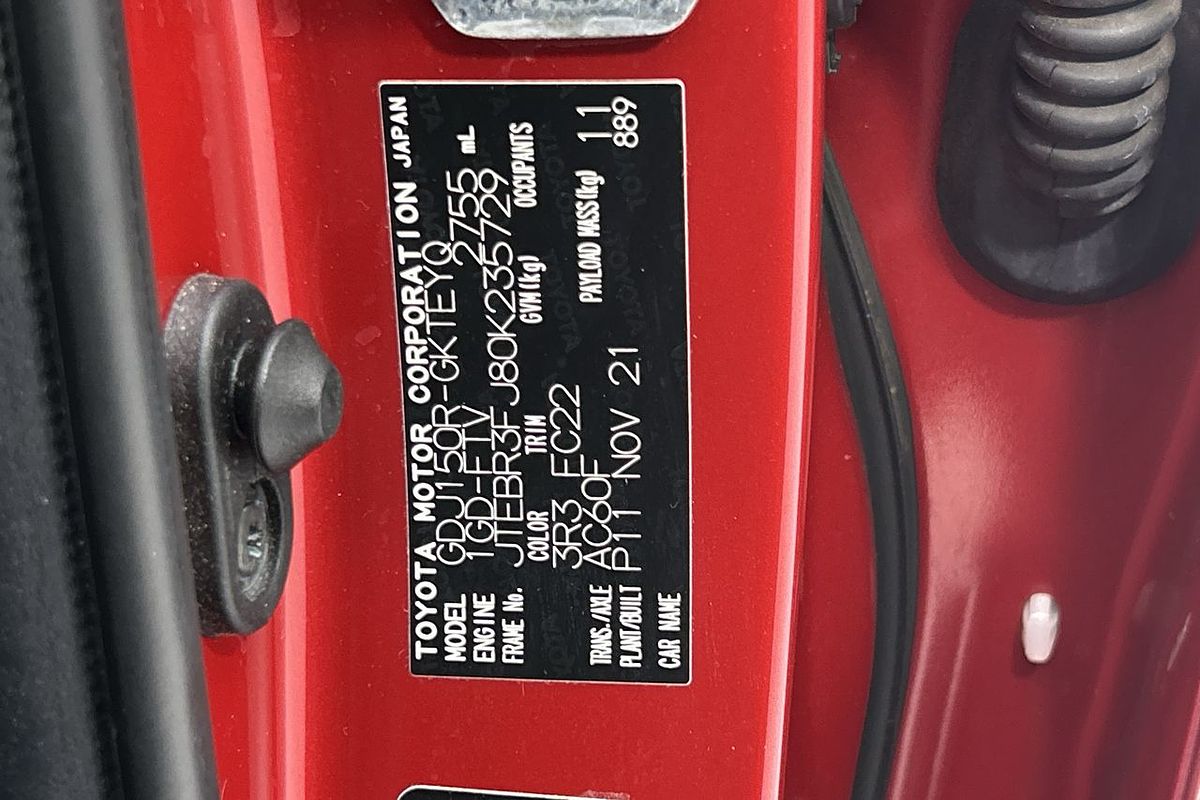 TOYOTA MOTOR CORPORATION JAPAN
MODEL GDJ150R-GKTEYQ
ENGINE 1GD-FTV 2755 mL
FRAME No. JTEBR3FJ80K235729
COLOR TRIM GVM(kg) OCCUPANTS
3R3 FC22
TRANS./AXLE AC60F PAYLOAD MASS(kg) 11
PLANT/BUILT P11 NOV 21 889
CAR NAME